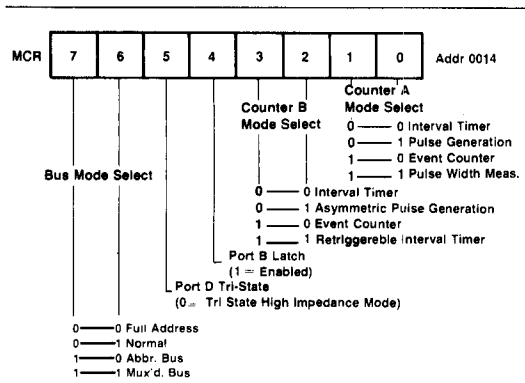 MCR 7 6 5 4 3 2 1 0 Addr 0014
Counter A
Mode Select
0 0 Interval Timer
0 1 Pulse Generation
1 0 Event Counter
1 1 Pulse Width Meas.
Counter B
Mode Select
0 0 Interval Timer
0 1 Asymmetric Pulse Generation
1 0 Event Counter
1 1 Retriggereble Interval Timer
Port B Latch
(1 = Enabled)
Port D Tri-State
(0 = Tri State High Impedance Mode)
Bus Mode Select
0 0 Full Address
0 1 Normal
1 0 Abbr. Bus
1 1 Mux'd. Bus